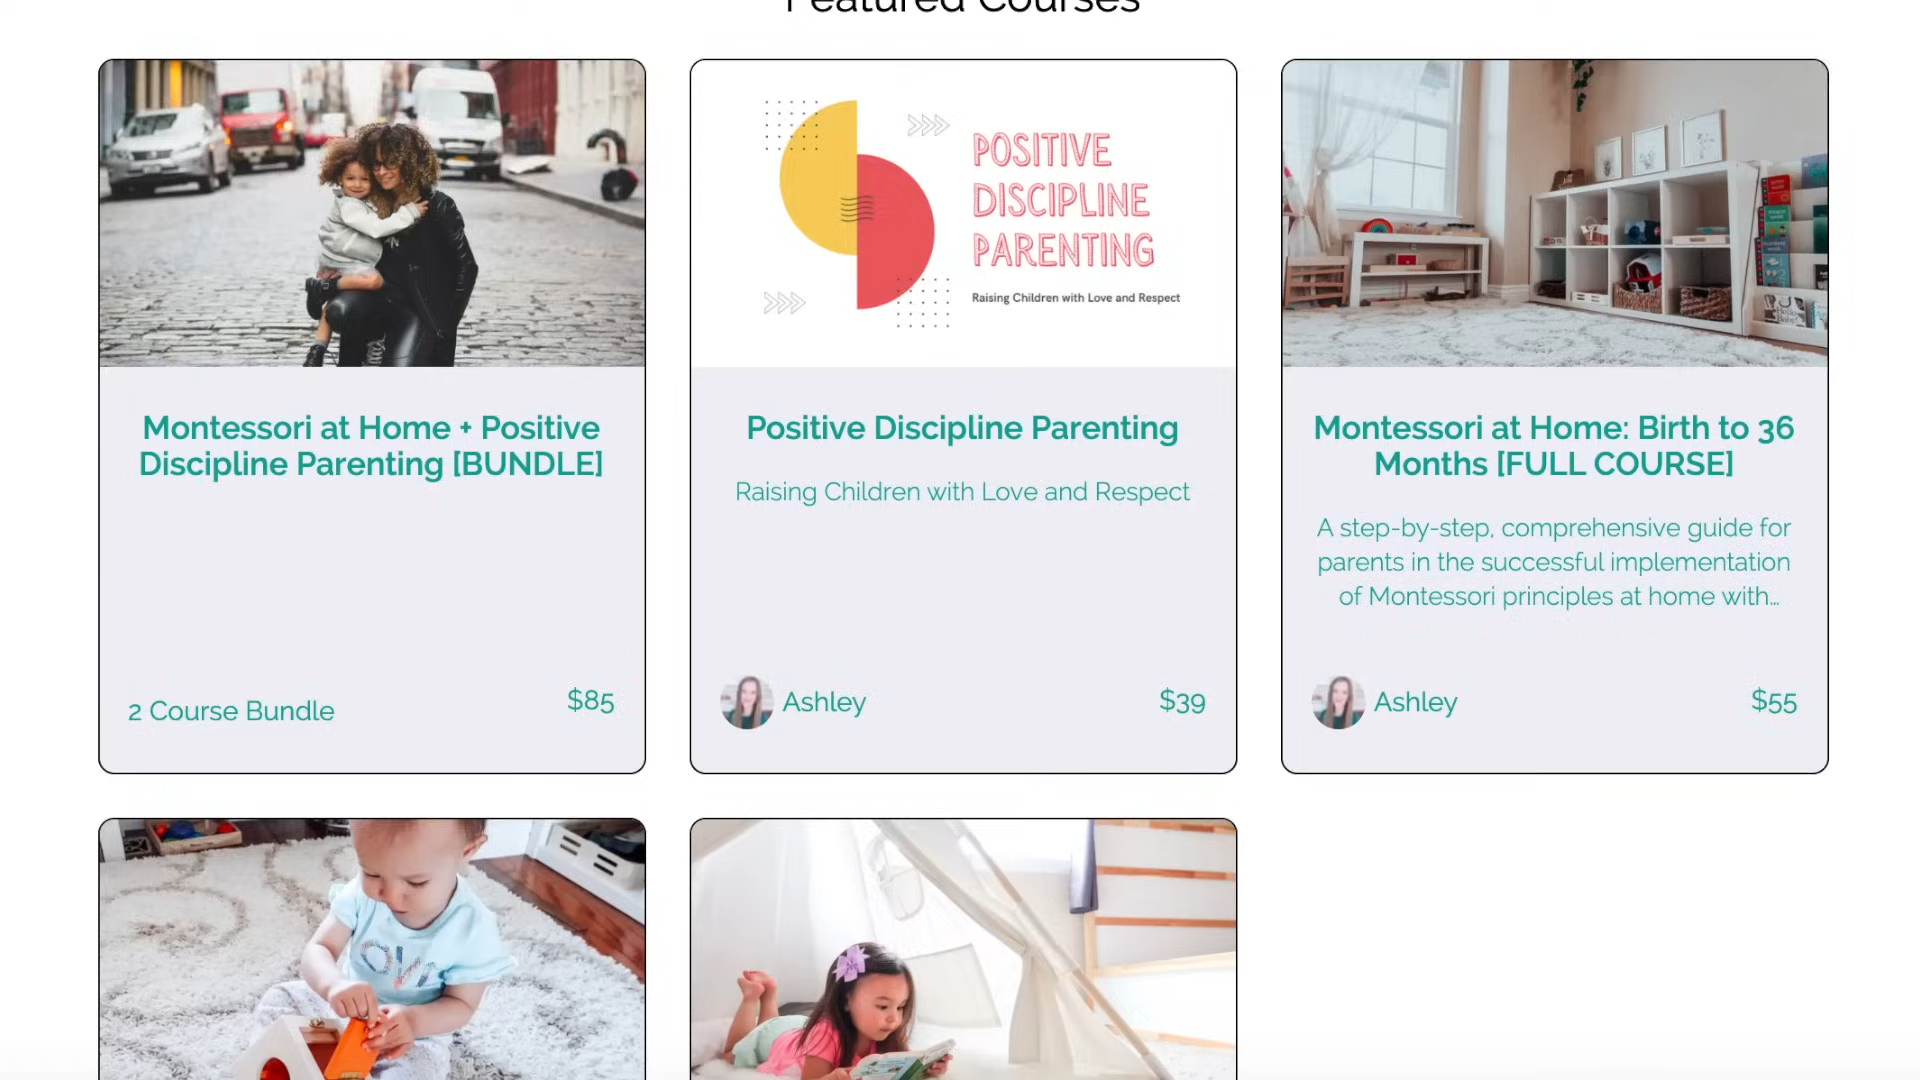 Featured Courses
POSITIVE
DISCIPLINE
PARENTING
Raising Children with Love and Respect
Montessori at Home + Positive
Discipline Parenting [BUNDLE]
2 Course Bundle
$85
Positive Discipline Parenting
Raising Children with Love and Respect
Ashley
$39
Montessori at Home: Birth to 36
Months [FULL COURSE]
A step-by-step, comprehensive guide for
parents in the successful implementation
of Montessori principles at home with…
Ashley
$55